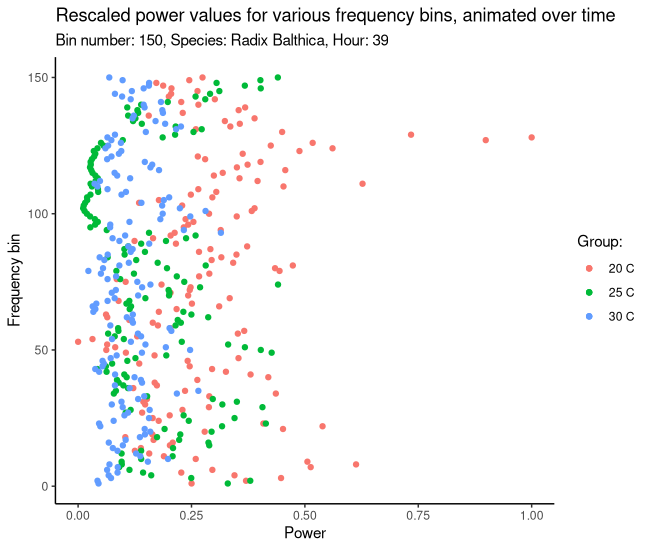 Rescaled power values for various frequency bins, animated over time
Bin number: 150, Species: Radix Balthica, Hour: 39
150
100
50
0
Frequency bin
0.00 0.25 0.50 0.75 1.00
Power
Group:
20 C
25 C
30 C